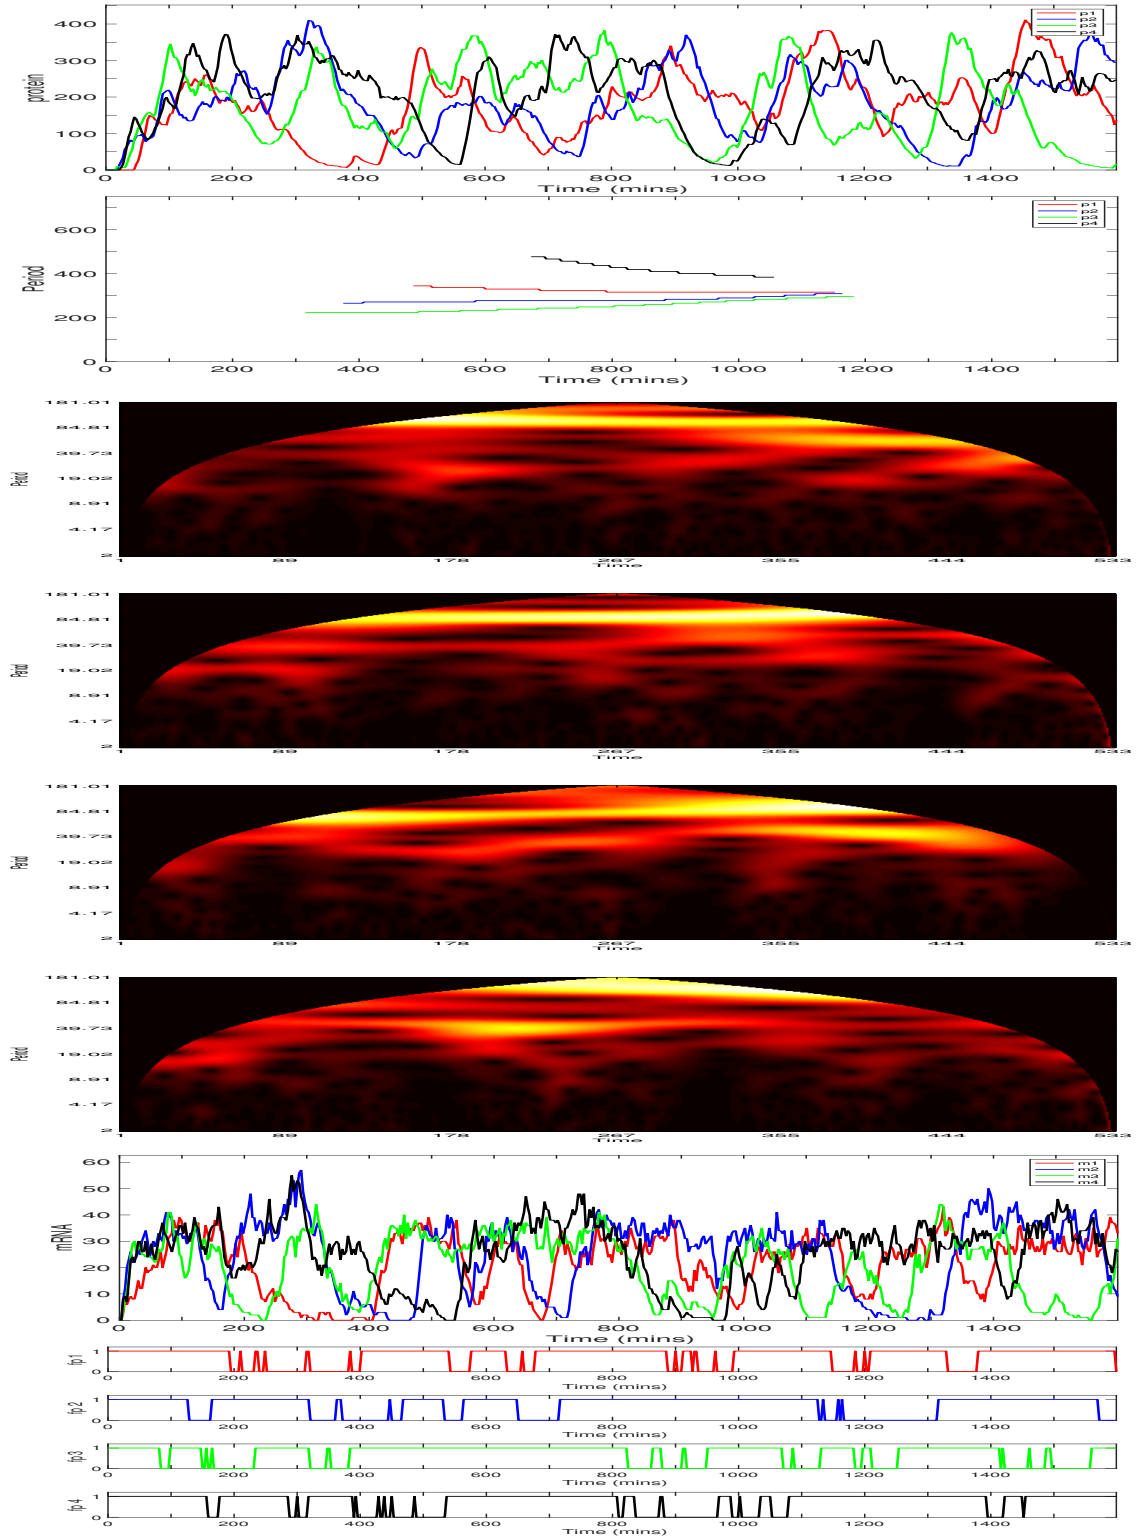 protein
400
300
200
100
0
0 200 400 600 800 1000 1200 1400
Time (mins)
p1
p2
p3
p4
Period
600
400
200
0
0 200 400 600 800 1000 1200 1400
Time (mins)
p1
p2
p3
p4
Period
181.01
84.81
39.73
19.02
8.91
4.17
2
1 89 178 267 355 444 533
Time
Period
181.01
84.81
39.73
19.02
8.91
4.17
2
1 89 178 267 355 444 533
Time
Period
181.01
84.81
39.73
19.02
8.91
4.17
2
1 89 178 267 355 444 533
Time
Period
181.01
84.81
39.73
19.02
8.91
4.17
2
1 89 178 267 355 444 533
Time
mRNA
60
50
40
30
20
10
0
0 200 400 600 800 1000 1200 1400
Time (mins)
m1
m2
m3
m4
fp1
1
0
0 200 400 600 800 1000 1200 1400
Time (mins)
fp2
1
0
0 200 400 600 800 1000 1200 1400
Time (mins)
fp3
1
0
0 200 400 600 800 1000 1200 1400
Time (mins)
fp4
1
0
0 200 400 600 800 1000 1200 1400
Time (mins)